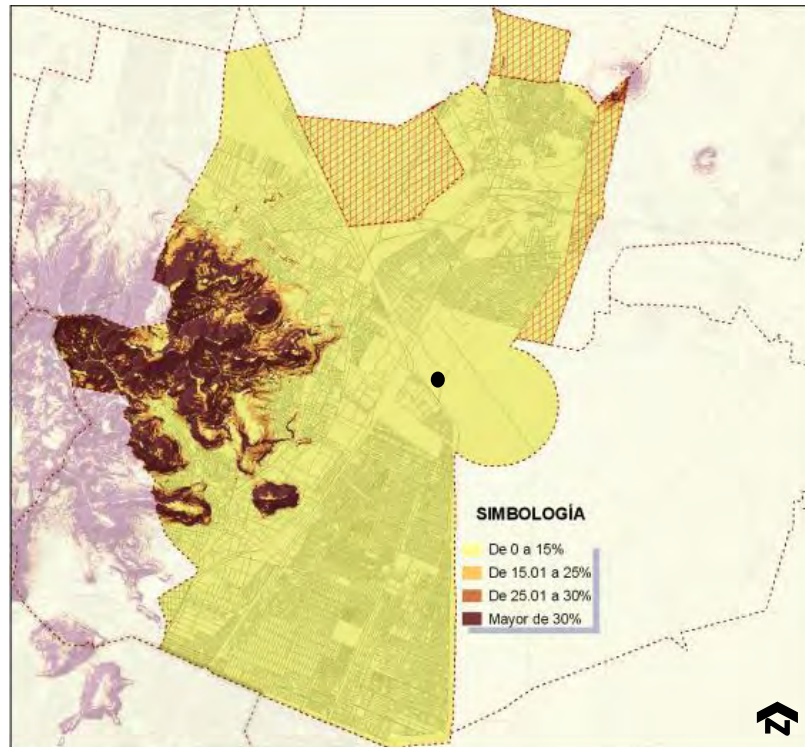 SIMBOLOGÍA
De 0 a 15%
De 15.01 a 25%
De 25.01 a 30%
Mayor de 30%
N